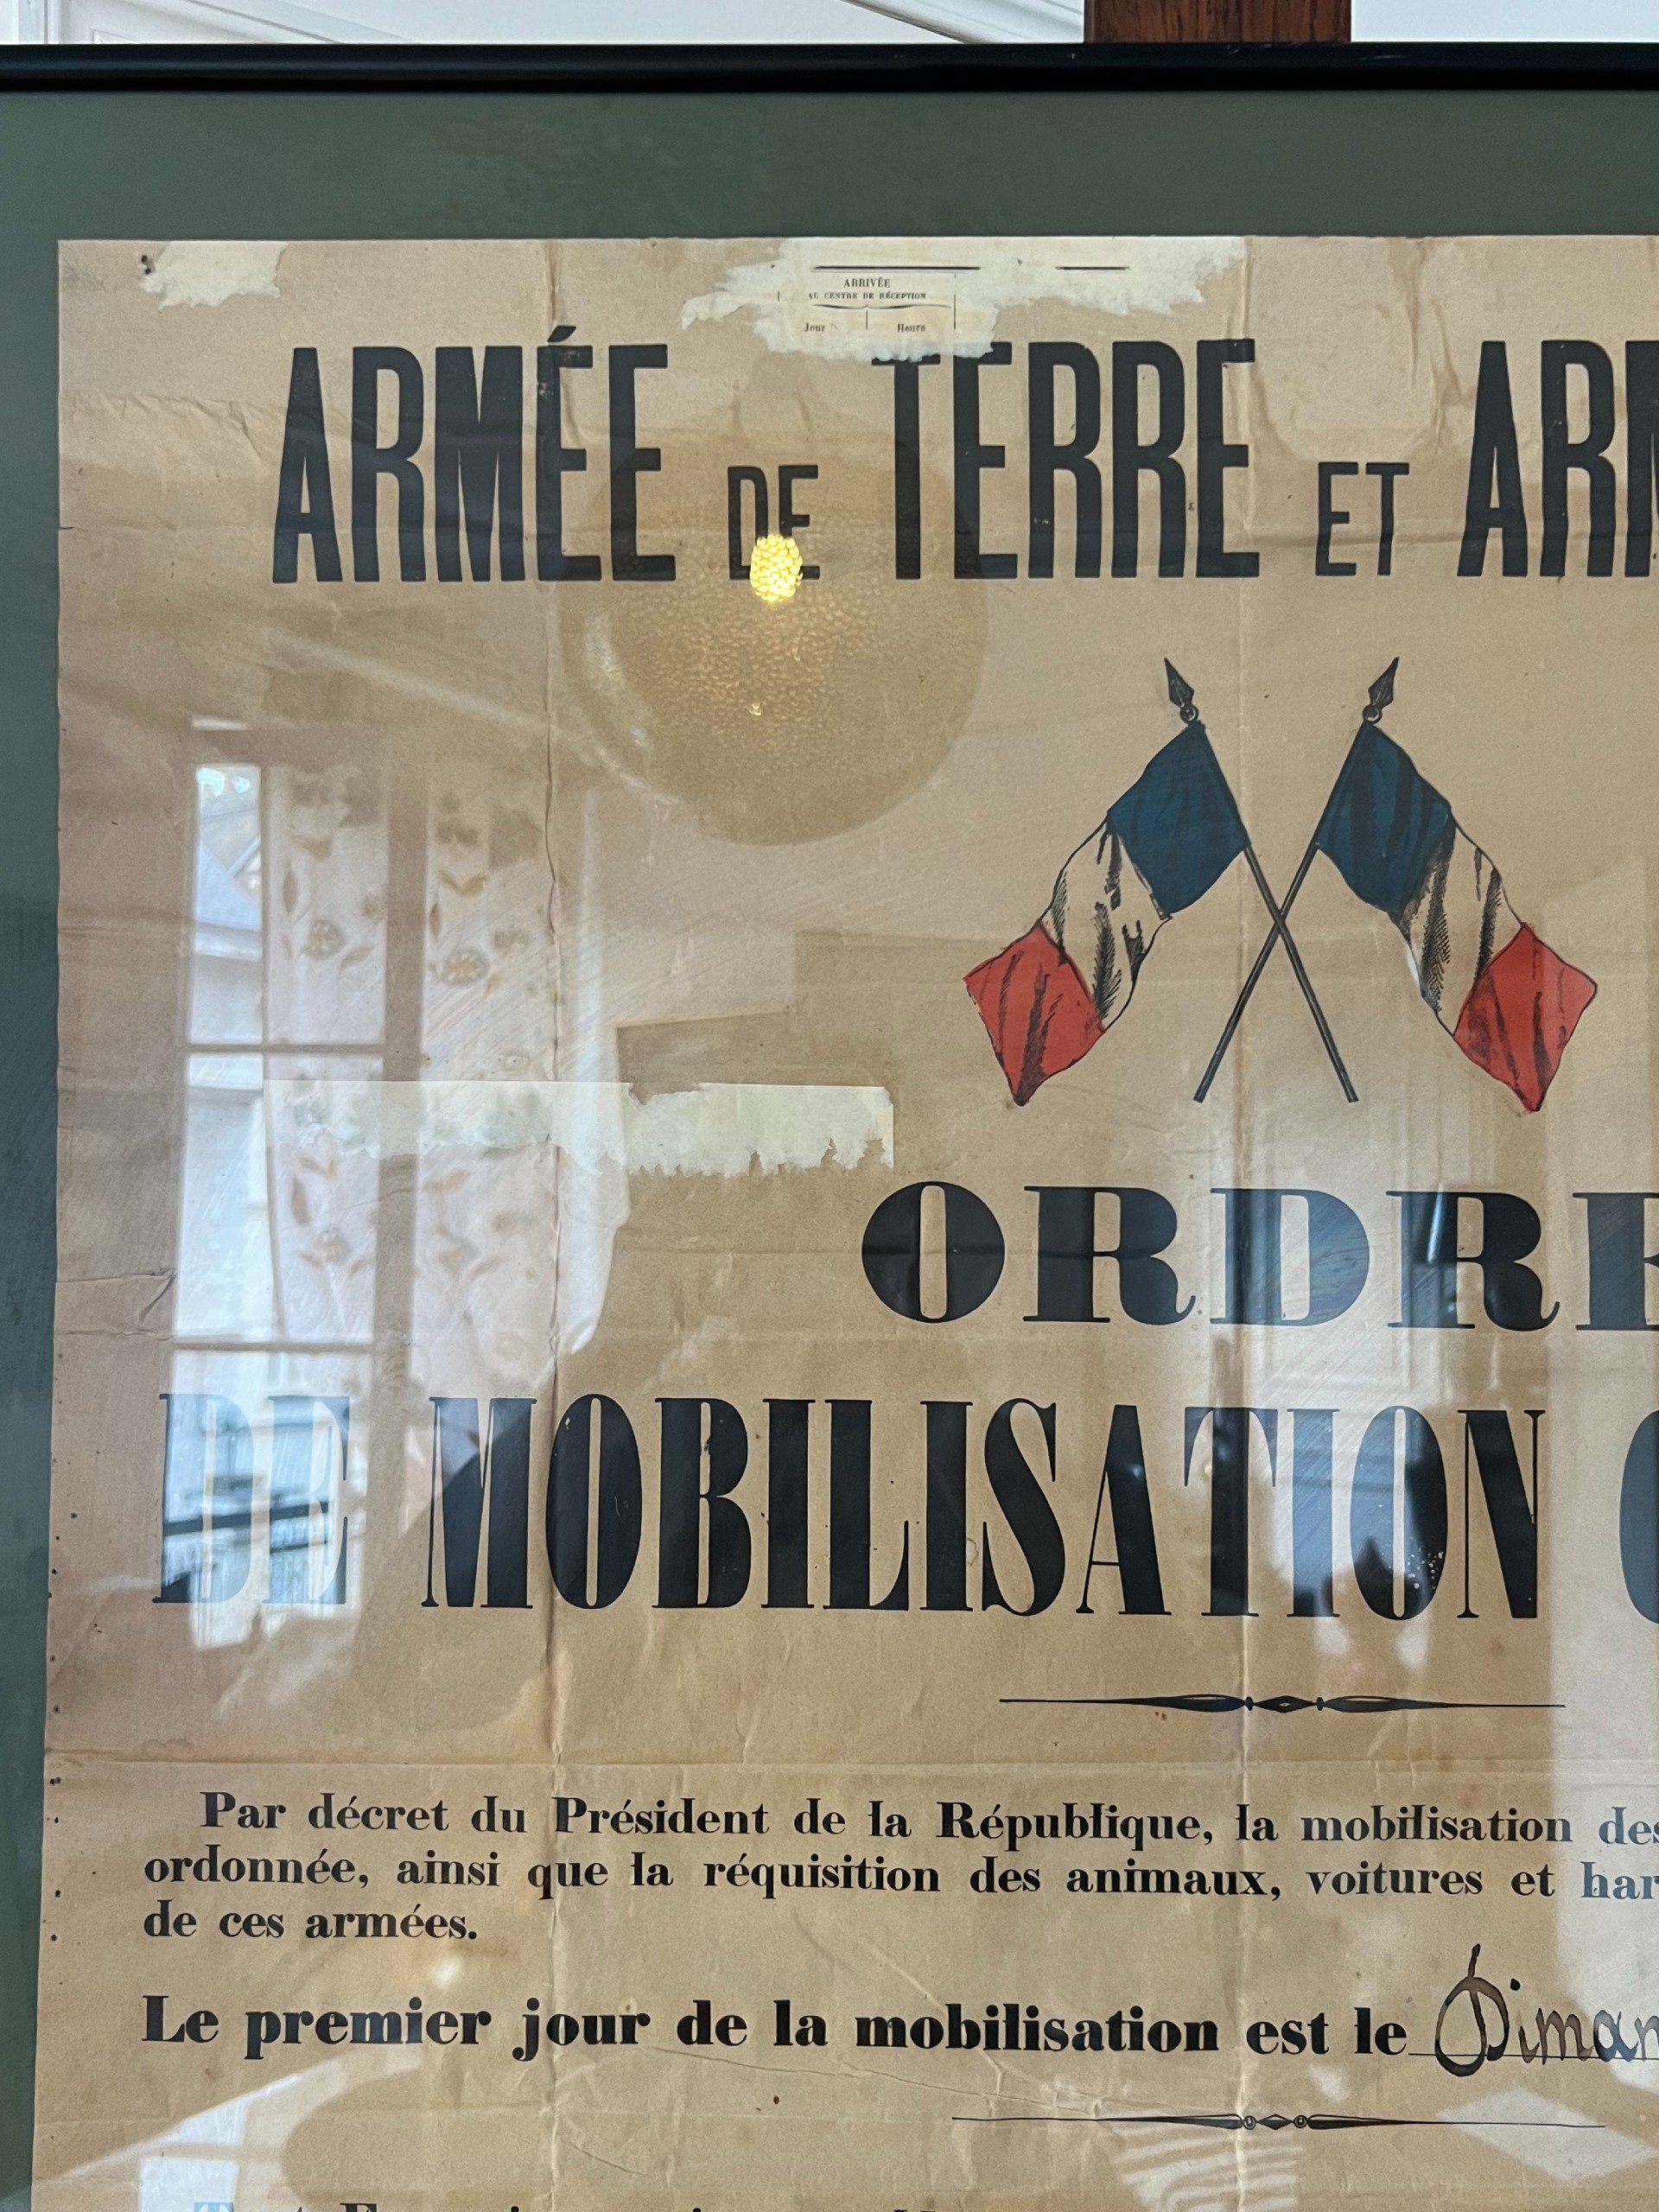 ARRIVÉE
AU CENTRE DE RÉCEPTION
Jour Heure
ARMÉE DE TERRE ET ARM
ORDRE
DE MOBILISATION G
Par décret du Président de la République, la mobilisation des
ordonnée, ainsi que la réquisition des animaux, voitures et har
de ces armées.
Le premier jour de la mobilisation est le Diman